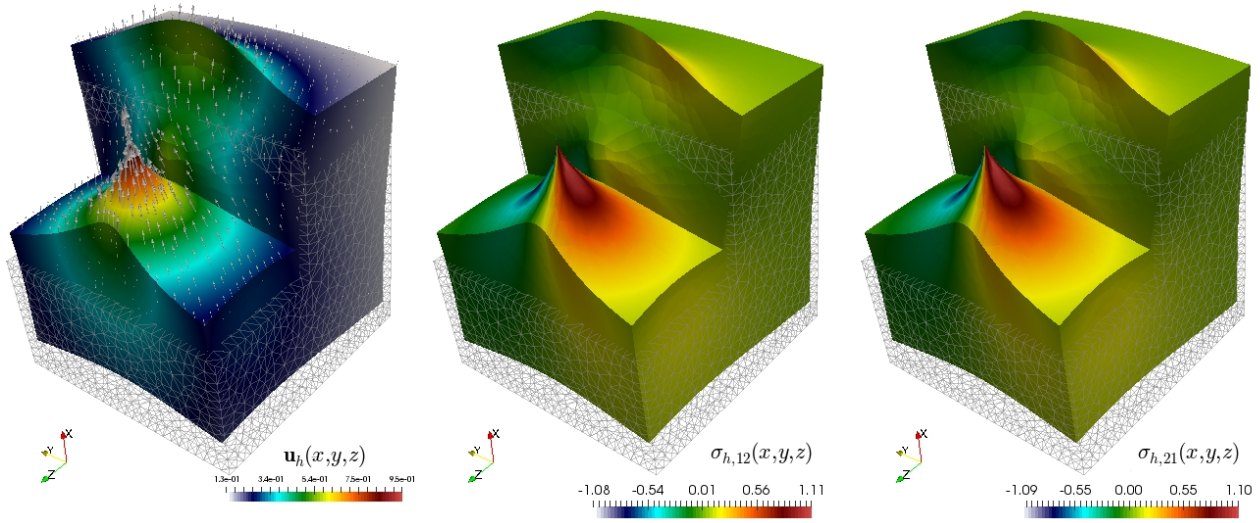 X
Y
Z
u_h(x,y,z)
1.3e-01 3.4e-01 5.4e-01 7.5e-01 9.5e-01
X
Y
Z
σ_{h,12}(x,y,z)
-1.08 -0.54 0.01 0.56 1.11
X
Y
Z
σ_{h,21}(x,y,z)
-1.09 -0.55 0.00 0.55 1.10